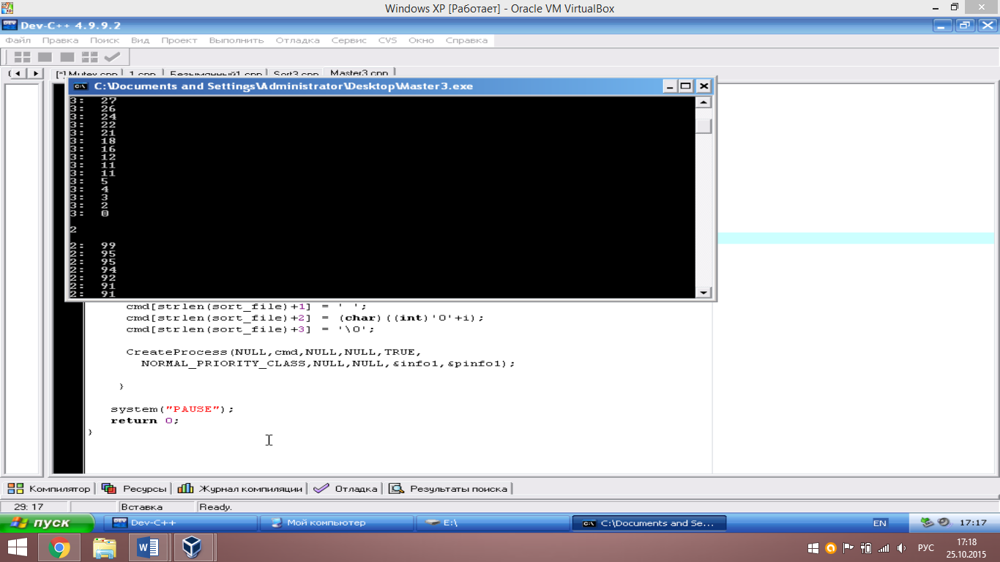 Windows XP [Работает] - Oracle VM VirtualBox
Dev-C++ 4.9.9.2
Файл Правка Поиск Вид Проект Выполнить Отладка Сервис CVS Окно Справка
[*] Mutex.cpp 1.cpp Безымянный1.cpp Sort3.cpp Master3.cpp
C:\Documents and Settings\Administrator\Desktop\Master3.exe
3: 27
3: 26
3: 24
3: 22
3: 21
3: 18
3: 16
3: 12
3: 11
3: 11
3: 5
3: 4
3: 3
3: 2
3: 0
2
2: 99
2: 95
2: 95
2: 94
2: 92
2: 91
2: 91
cmd[strlen(sort_file)+1] = ' ';
cmd[strlen(sort_file)+2] = (char)((int)'0'+i);
cmd[strlen(sort_file)+3] = '\0';
CreateProcess(NULL,cmd,NULL,NULL,TRUE,
NORMAL_PRIORITY_CLASS,NULL,NULL,&info1,&pinfo1);
}
system("PAUSE");
return 0;
}
Компилятор Ресурсы Журнал компиляции Отладка Результаты поиска
29: 17 Вставка Ready.
пуск Dev-C++ Мой компьютер E:\ C:\Documents and Se... EN 17:17
РУС 17:18
25.10.2015